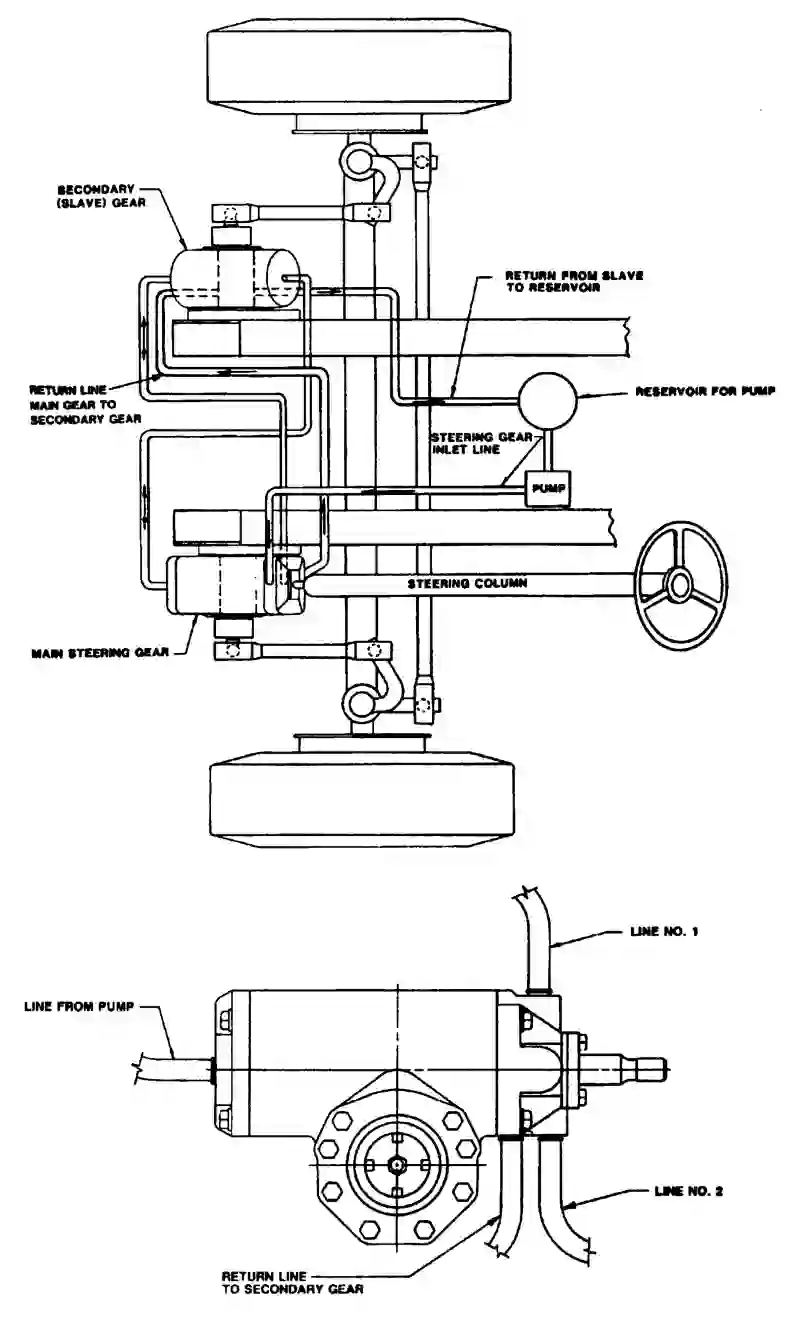 SECONDARY
(SLAVE) GEAR
RETURN FROM SLAVE
TO RESERVOIR
RETURN LINE
MAIN GEAR TO
SECONDARY GEAR
RESERVOIR FOR PUMP
STEERING GEAR
INLET LINE
PUMP
STEERING COLUMN
MAIN STEERING GEAR
LINE NO. 1
LINE FROM PUMP
LINE NO. 2
RETURN LINE
TO SECONDARY GEAR